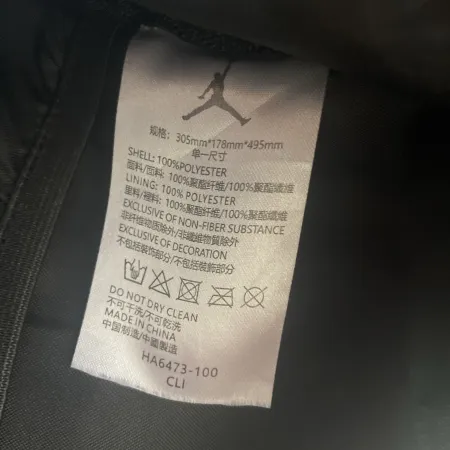 规格：305mm*178mm*495mm
单一尺寸
SHELL: 100%POLYESTER
面料/面料: 100%聚酯纤维/100%聚酯纖維
LINING: 100% POLYESTER
里料/裡料: 100%聚酯纤维/100%聚酯纖維
EXCLUSIVE OF NON-FIBER SUBSTANCE
非纤维物质除外/非纖維物質除外
EXCLUSIVE OF DECORATION
不包括装饰部分/不包括裝飾部分
DO NOT DRY CLEAN
不可干洗/不可乾洗
MADE IN CHINA
中国制造/中國製造
HA6473-100
CLI